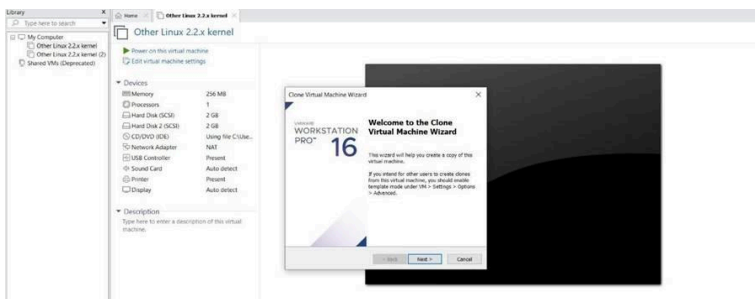 Library
×
Home
Other Linux 2.2.x kernel
Type here to search
My Computer
Other Linux 2.2.x kernel
Other Linux 2.2.x kernel (2)
Shared VMs (Deprecated)
Other Linux 2.2.x kernel
Power on this virtual machine
Edit virtual machine settings
Devices
Memory 256 MB
Processors 1
Hard Disk (SCSI) 2 GB
Hard Disk 2 (SCSI) 2 GB
CD/DVD (IDE) Using file C:\Use...
Network Adapter NAT
USB Controller Present
Sound Card Auto detect
Printer Present
Display Auto detect
Description
Type here to enter a description of this virtual
machine.
Clone Virtual Machine Wizard ×
VMWARE
WORKSTATION
PRO™ 16
Welcome to the Clone
Virtual Machine Wizard
This wizard will help you create a copy of this
virtual machine.
If you intend for other users to create clones
from this virtual machine, you should enable
template mode under VM > Settings > Options
> Advanced.
< Back Next > Cancel